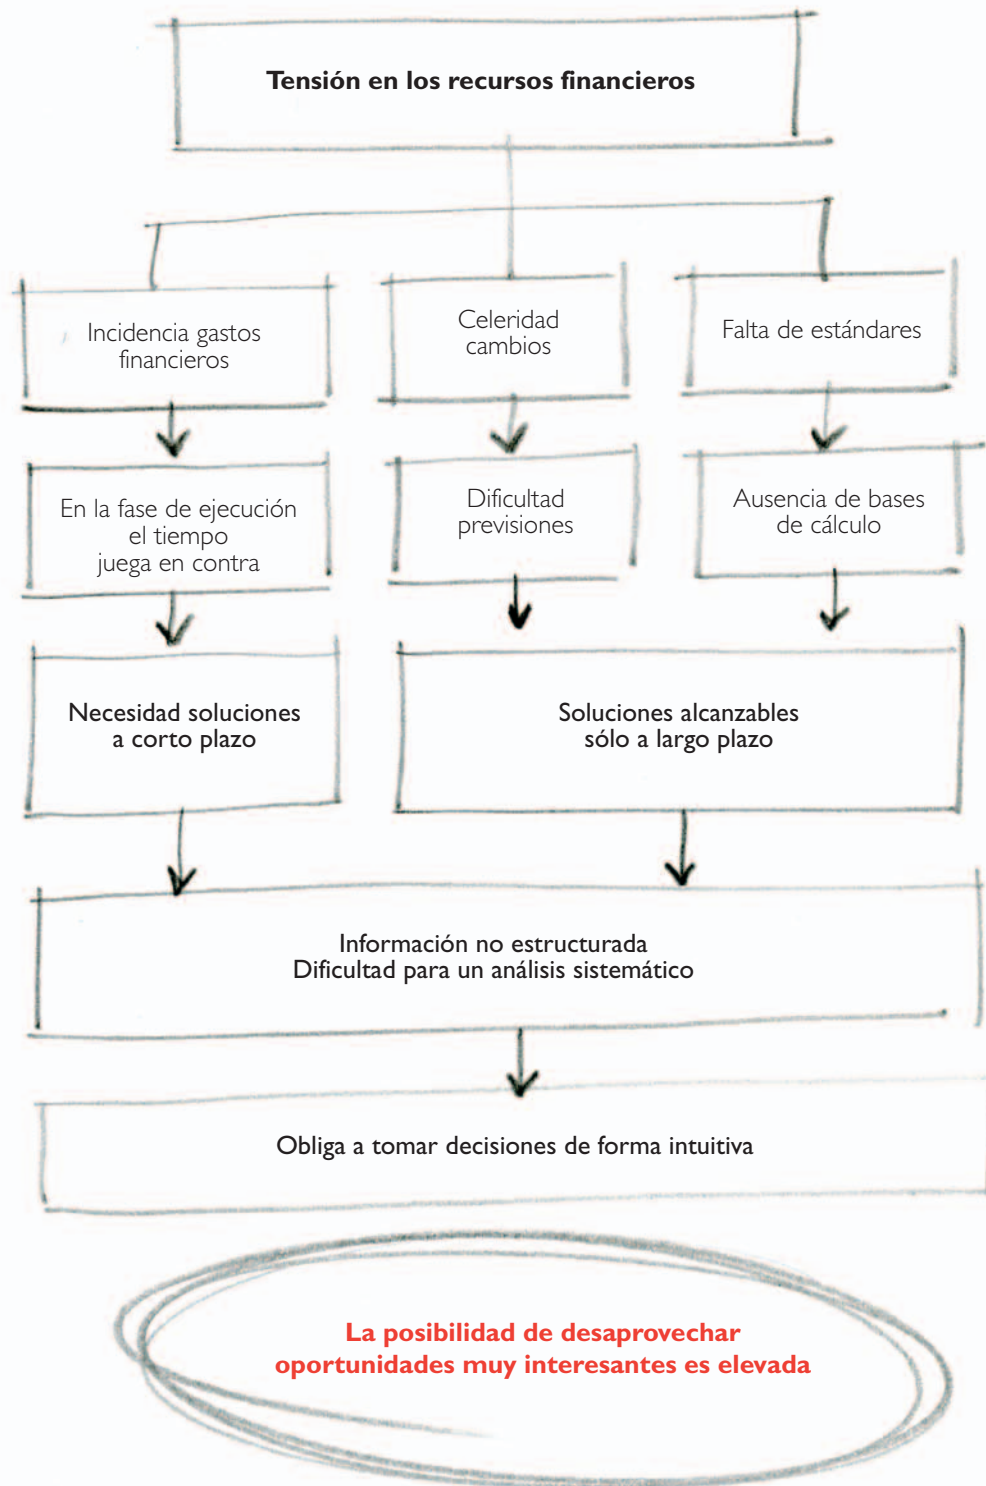 Tensión en los recursos financieros
Incidencia gastos
financieros
Celeridad
cambios
Falta de estándares
En la fase de ejecución
el tiempo
juega en contra
Dificultad
previsiones
Ausencia de bases
de cálculo
Necesidad soluciones
a corto plazo
Soluciones alcanzables
sólo a largo plazo
Información no estructurada
Dificultad para un análisis sistemático
Obliga a tomar decisiones de forma intuitiva
La posibilidad de desaprovechar
oportunidades muy interesantes es elevada